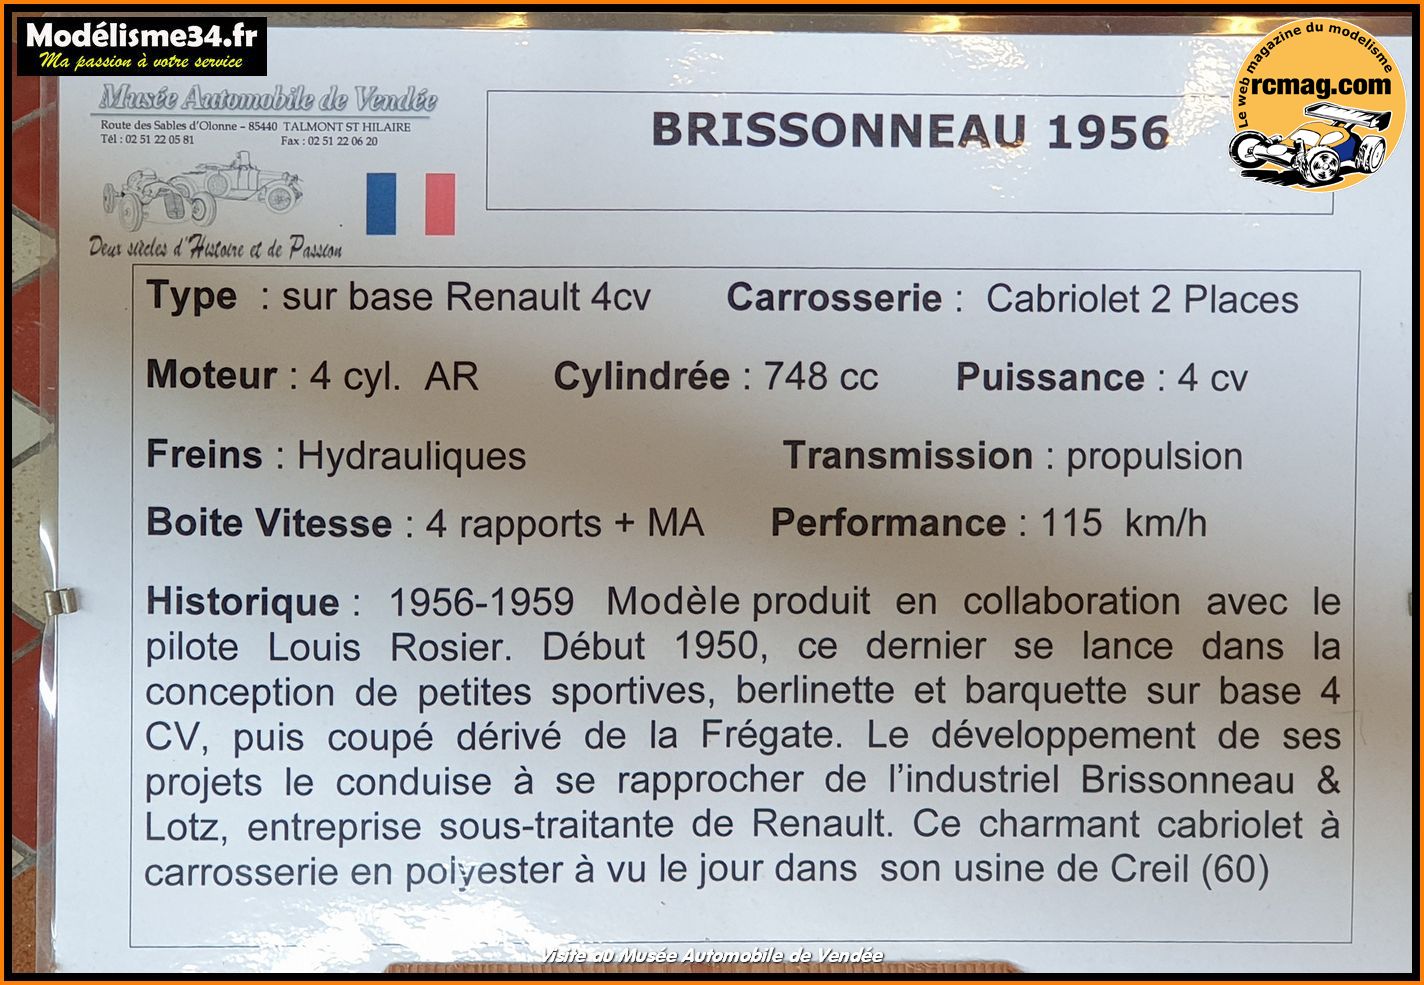 Modélisme34.fr
Ma passion à votre service
Le web magazine du modelisme
rcmag.com
Musée Automobile de Vendée
Route des Sables d'Olonne – 85440 TALMONT ST HILAIRE
Tél : 02 51 22 05 81 Fax : 02 51 22 06 20
Deux siècles d'Histoire et de Passion
BRISSONNEAU 1956
Type : sur base Renault 4cv Carrosserie : Cabriolet 2 Places
Moteur : 4 cyl. AR Cylindrée : 748 cc Puissance : 4 cv
Freins : Hydrauliques Transmission : propulsion
Boite Vitesse : 4 rapports + MA Performance : 115 km/h
Historique : 1956-1959 Modèle produit en collaboration avec le
pilote Louis Rosier. Début 1950, ce dernier se lance dans la
conception de petites sportives, berlinette et barquette sur base 4
CV, puis coupé dérivé de la Frégate. Le développement de ses
projets le conduise à se rapprocher de l'industriel Brissonneau &
Lotz, entreprise sous-traitante de Renault. Ce charmant cabriolet à
carrosserie en polyester à vu le jour dans son usine de Creil (60)
Visite au Musée Automobile de Vendée